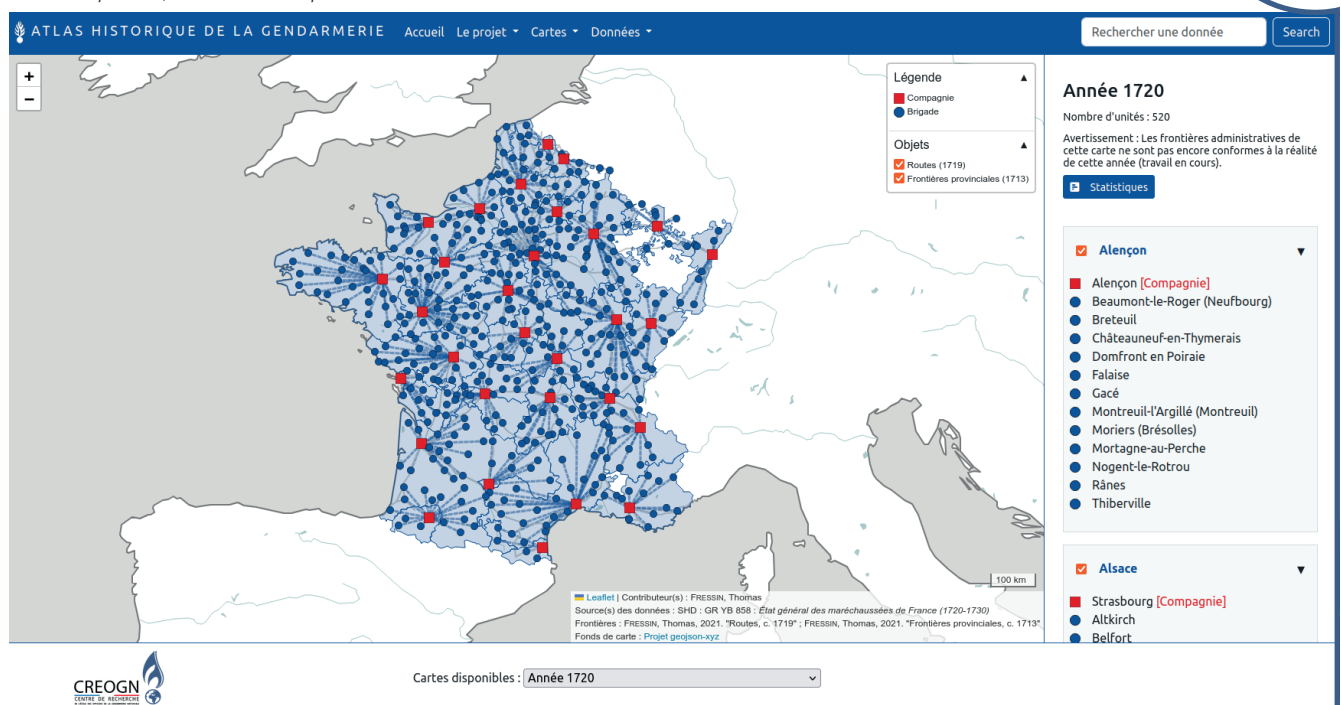 ATLAS HISTORIQUE DE LA GENDARMERIE Accueil Le projet Cartes Données Rechercher une donnée Search
+
−
Légende
Compagnie
Brigade
Objets
Routes (1719)
Frontières provinciales (1713)
100 km
Leaflet | Contributeur(s) : FRESSIN, Thomas
Source(s) des données : SHD : GR YB 858 : État général des maréchaussées de France (1720-1730)
Frontières : FRESSIN, Thomas, 2021. "Routes, c. 1719" ; FRESSIN, Thomas, 2021. "Frontières provinciales, c. 1713"
Fonds de carte : Projet geojson-xyz
Année 1720
Nombre d'unités : 520
Avertissement : Les frontières administratives de
cette carte ne sont pas encore conformes à la réalité
de cette année (travail en cours).
Statistiques
Alençon
Alençon [Compagnie]
Beaumont-le-Roger (Neufbourg)
Breteuil
Châteauneuf-en-Thymerais
Domfront en Poiraie
Falaise
Gacé
Montreuil-l'Argillé (Montreuil)
Moriers (Brésolles)
Mortagne-au-Perche
Nogent-le-Rotrou
Rânes
Thiberville
Alsace
Strasbourg [Compagnie]
Altkirch
Belfort
CREOGN
CENTRE DE RECHERCHE
Cartes disponibles : Année 1720